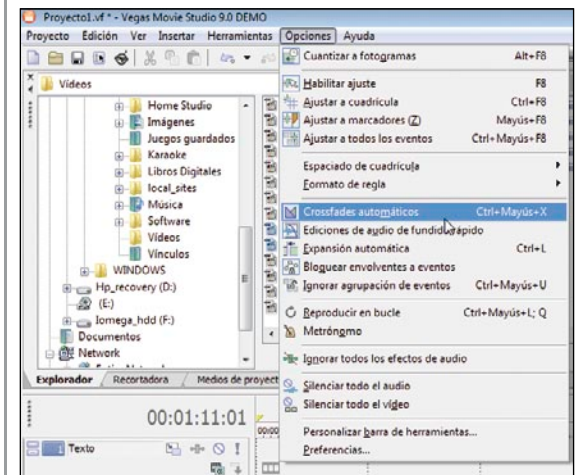 Proyecto1.vf * - Vegas Movie Studio 9.0 DEMO
Proyecto Edición Ver Insertar Herramientas Opciones Ayuda
Cuantizar a fotogramas Alt+F8
Habilitar ajuste F8
Ajustar a cuadrícula Ctrl+F8
Ajustar a marcadores (Z) Mayús+F8
Ajustar a todos los eventos Ctrl+Mayús+F8
Espaciado de cuadrícula
Formato de regla
Crossfades automáticos Ctrl+Mayús+X
Ediciones de audio de fundido rápido
Expansión automática Ctrl+L
Bloquear envolventes a eventos
Ignorar agrupación de eventos Ctrl+Mayús+U
Reproducir en bucle Ctrl+Mayús+L; Q
Metrónomo
Ignorar todos los efectos de audio
Silenciar todo el audio
Silenciar todo el vídeo
Personalizar barra de herramientas...
Preferencias...
Vídeos
Home Studio
Imágenes
Juegos guardados
Karaoke
Libros Digitales
local_sites
Música
Software
Vídeos
Vínculos
WINDOWS
Hp_recovery (D:)
(E:)
Iomega_hdd (F:)
Documentos
Network
Explorador Recortadora Medios de proyect
00:01:11:01
Texto